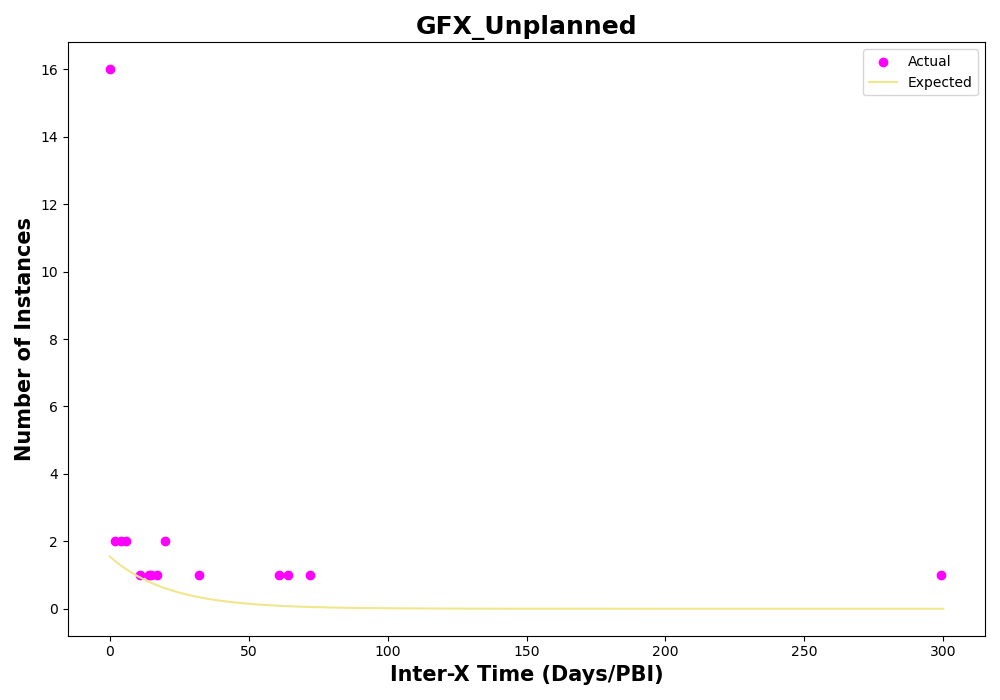 GFX_Unplanned
Actual
Expected
Number of Instances
16
14
12
10
8
6
4
2
0
0 50 100 150 200 250 300
Inter-X Time (Days/PBI)